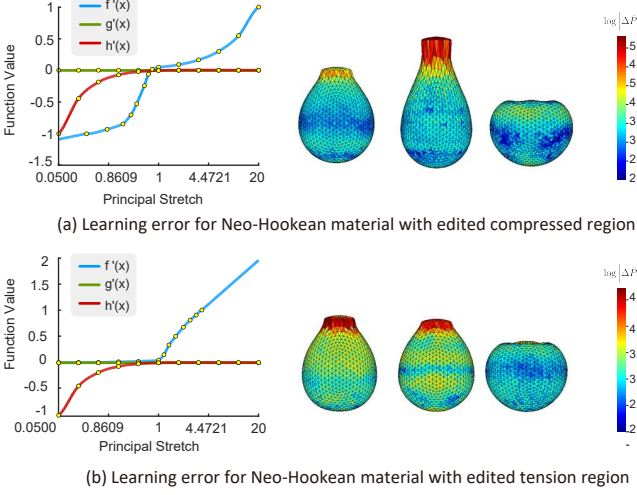 f '(x)
g'(x)
h'(x)
Function Value
1
0.5
0
-0.5
-1
-1.5
0.0500 0.8609 1 4.4721 20
Principal Stretch
log |ΔP
.5
.4
.4
.3
.3
.2
2
(a) Learning error for Neo-Hookean material with edited compressed region
f '(x)
g'(x)
h'(x)
Function Value
2
1.5
1
0.5
0
-0.5
-1
0.0500 0.8609 1 4.4721 20
Principal Stretch
log |ΔP
.4
.4
.3
.3
.2
.2
2
-
(b) Learning error for Neo-Hookean material with edited tension region